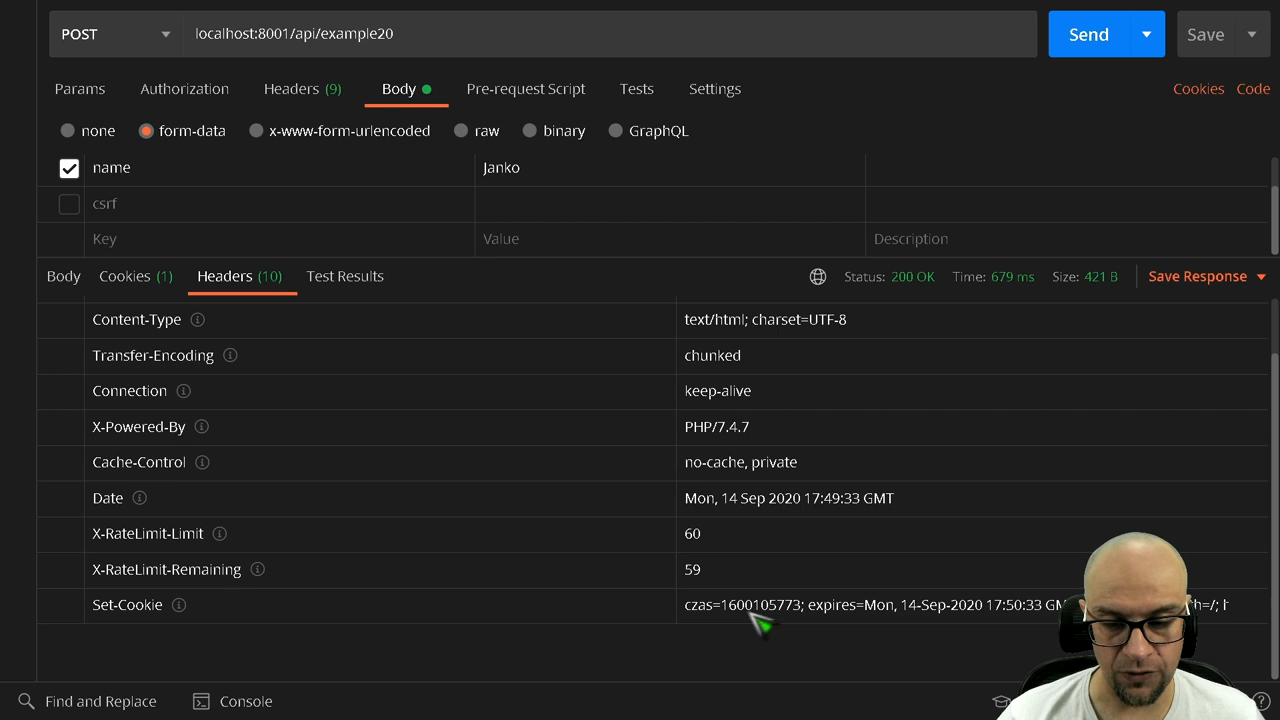 POST localhost:8001/api/example20 Send Save
Params Authorization Headers (9) Body Pre-request Script Tests Settings Cookies Code
none form-data x-www-form-urlencoded raw binary GraphQL
name Janko
csrf
Key Value Description
Body Cookies (1) Headers (10) Test Results Status: 200 OK Time: 679 ms Size: 421 B Save Response
Content-Type text/html; charset=UTF-8
Transfer-Encoding chunked
Connection keep-alive
X-Powered-By PHP/7.4.7
Cache-Control no-cache, private
Date Mon, 14 Sep 2020 17:49:33 GMT
X-RateLimit-Limit 60
X-RateLimit-Remaining 59
Set-Cookie czas=1600105773; expires=Mon, 14-Sep-2020 17:50:33
Find and Replace Console